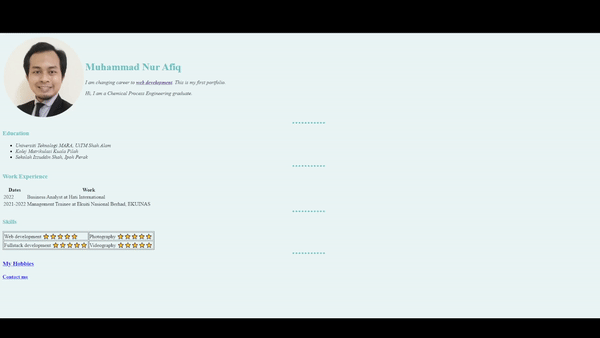 Muhammad Nur Afiq
I am changing career to web development. This is my first portfolio.
Hi, I am a Chemical Process Engineering graduate.
Education
Universiti Teknologi MARA, UiTM Shah Alam
Kolej Matrikulasi Kuala Pilah
Sekolah Izzuddin Shah, Ipoh Perak
Work Experience
Dates Work
2022 Business Analyst at Hati International
2021-2022 Management Trainee at Ekuiti Nasional Berhad, EKUINAS
Skills
Web development ⭐⭐⭐⭐⭐ Photography ⭐⭐⭐⭐⭐
Fullstack development ⭐⭐⭐⭐⭐ Videography ⭐⭐⭐⭐⭐
My Hobbies
Contact me